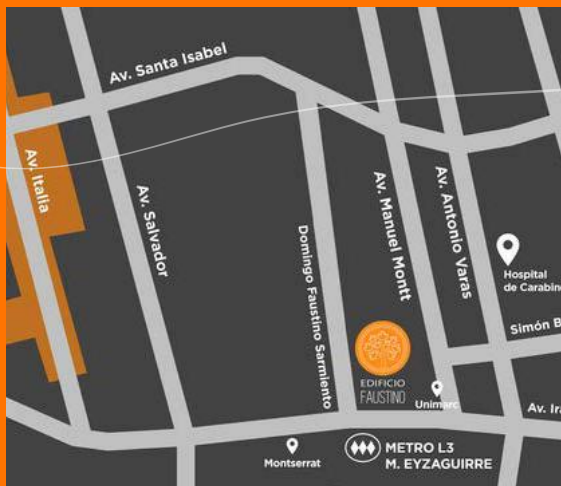 Av. Santa Isabel
Av. Italia
Av. Salvador
Domingo Faustino Sarmiento
Av. Manuel Montt
Av. Antonio Varas
Hospital
de Carabine
Simón B
EDIFICIO
FAUSTINO
Unimarc
Av. Ira
Montserrat
METRO L3
M. EYZAGUIRRE